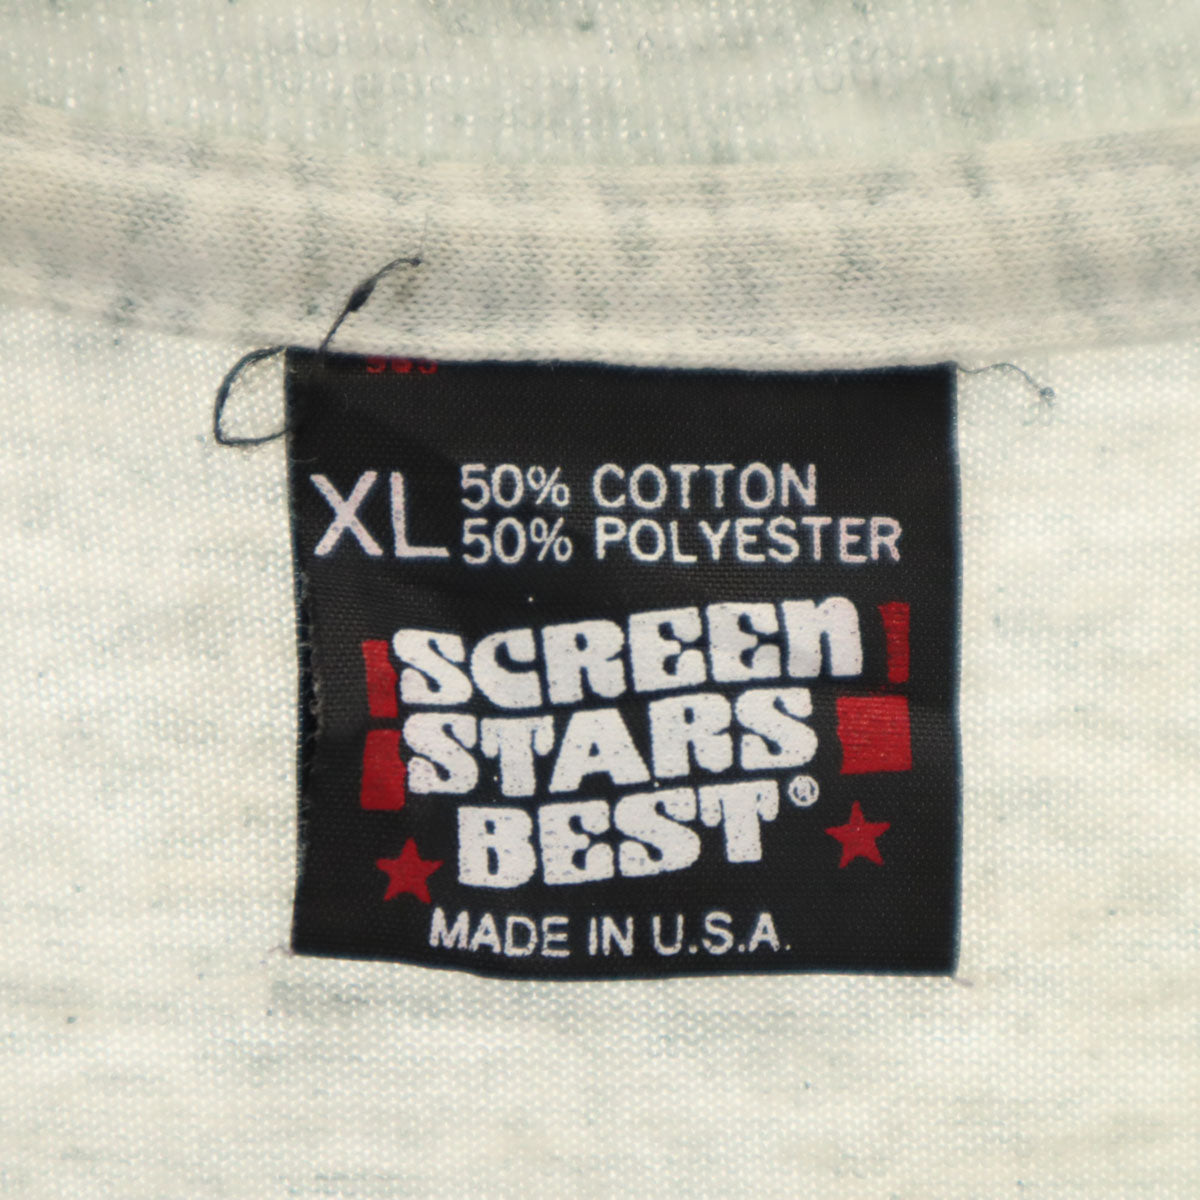 XL 50% COTTON
50% POLYESTER
SCREEN
STARS
BEST®
MADE IN U.S.A.